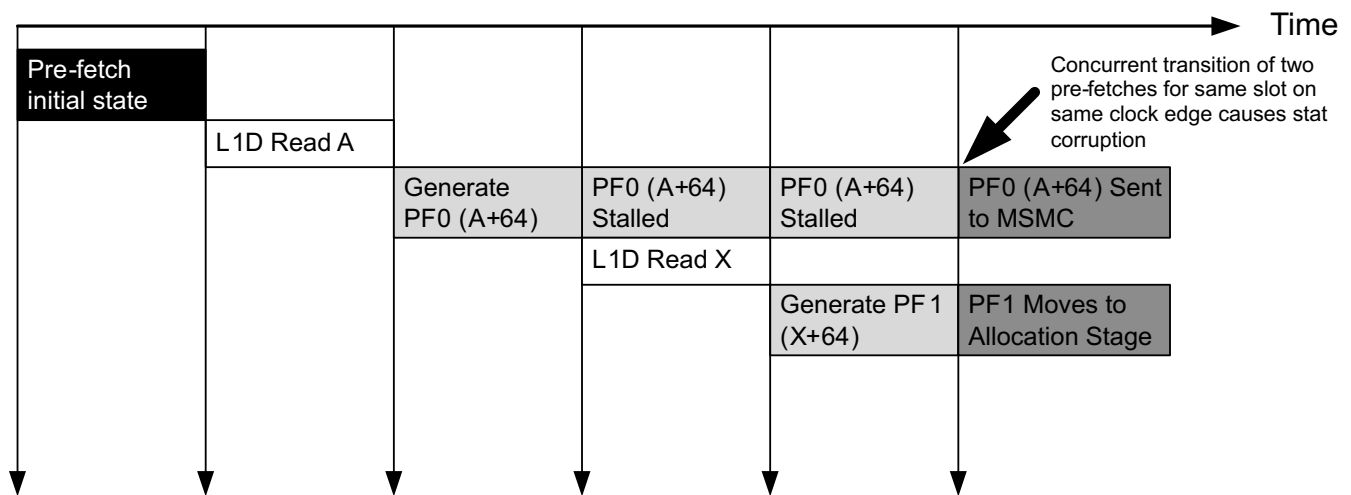 Time
Pre-fetch
initial state
Concurrent transition of two
pre-fetches for same slot on
same clock edge causes stat
corruption
L1D Read A
Generate
PF0 (A+64)
PF0 (A+64)
Stalled
PF0 (A+64)
Stalled
PF0 (A+64) Sent
to MSMC
L1D Read X
Generate PF1
(X+64)
PF1 Moves to
Allocation Stage